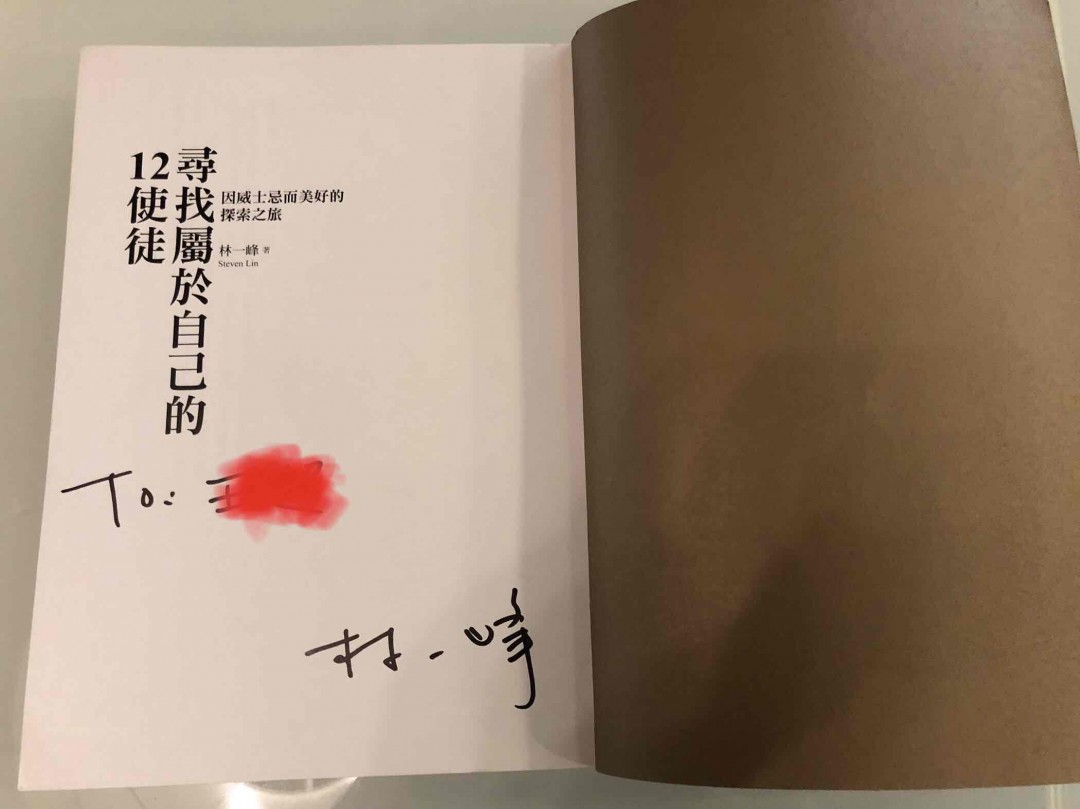 尋找屬於自己的
12使徒
因威士忌而美好的
探索之旅
林一峰 著
Steven Lin
To:
林一峰